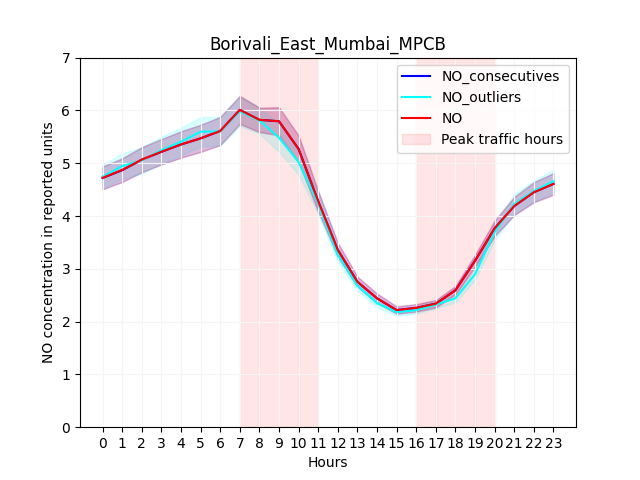 Borivali_East_Mumbai_MPCB
NO concentration in reported units
7
6
5
4
3
2
1
0
NO_consecutives
NO_outliers
NO
Peak traffic hours
0 1 2 3 4 5 6 7 8 9 10 11 12 13 14 15 16 17 18 19 20 21 22 23
Hours